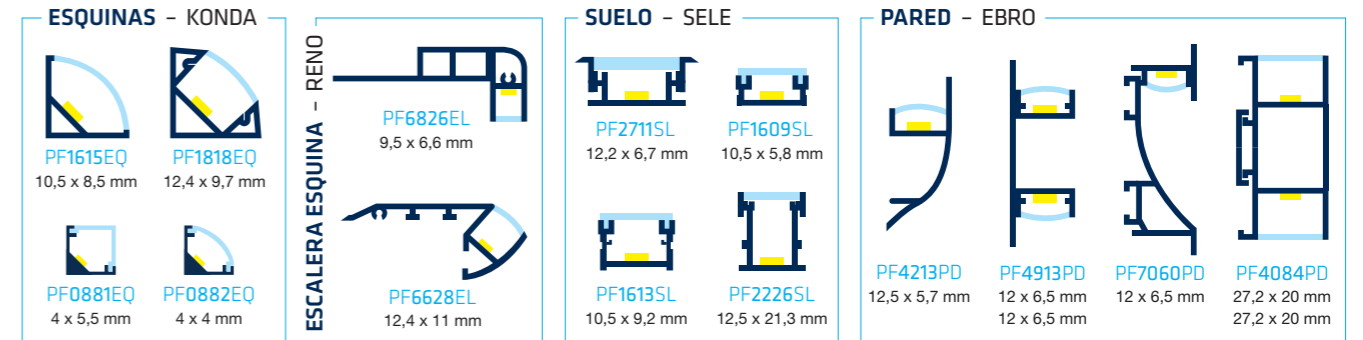 ESQUINAS – KONDA
PF1615EQ
10,5 x 8,5 mm
PF1818EQ
12,4 x 9,7 mm
PF0881EQ
4 x 5,5 mm
PF0882EQ
4 x 4 mm
ESCALERA ESQUINA – RENO
PF6826EL
9,5 x 6,6 mm
PF6628EL
12,4 x 11 mm
SUELO – SELE
PF2711SL
12,2 x 6,7 mm
PF1609SL
10,5 x 5,8 mm
PF1613SL
10,5 x 9,2 mm
PF2226SL
12,5 x 21,3 mm
PARED – EBRO
PF4213PD
12,5 x 5,7 mm
PF4913PD
12 x 6,5 mm
12 x 6,5 mm
PF7060PD
12 x 6,5 mm
PF4084PD
27,2 x 20 mm
27,2 x 20 mm